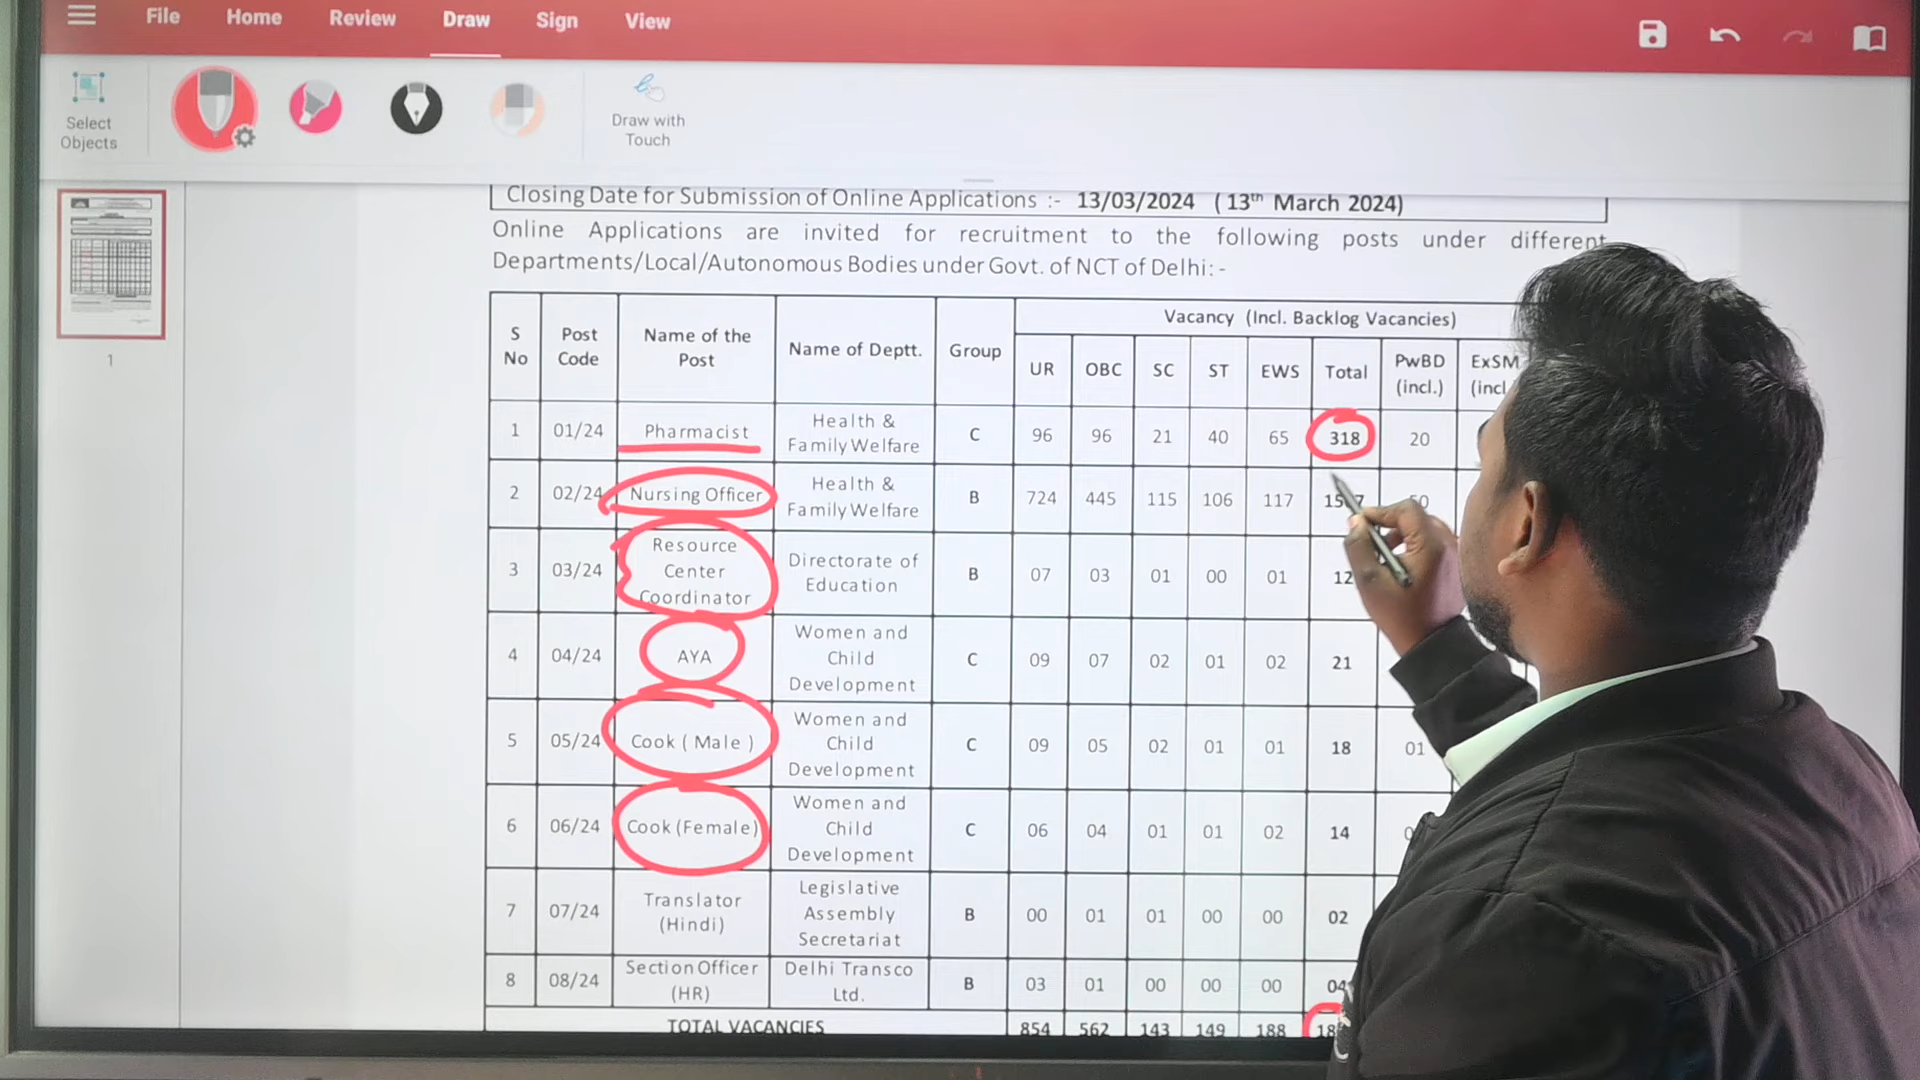 File Home Review Draw Sign View
Select
Objects
Draw with
Touch
1
Closing Date for Submission of Online Applications :- 13/03/2024 ( 13th March 2024)
Online Applications are invited for recruitment to the following posts under different
Departments/Local/Autonomous Bodies under Govt. of NCT of Delhi: -
S No Post Code Name of the Post Name of Deptt. Group Vacancy (Incl. Backlog Vacancies)
UR OBC SC ST EWS Total PwBD (incl.) ExSM
1 01/24 Pharmacist Health & Family Welfare C 96 96 21 40 65 318 20
2 02/24 Nursing Officer Health & Family Welfare B 724 445 115 106 117
3 03/24 Resource Center Coordinator Directorate of Education B 07 03 01 00 01 12
4 04/24 AYA Women and Child Development C 09 07 02 01 02 21
5 05/24 Cook ( Male ) Women and Child Development C 09 05 02 01 01 18 01
6 06/24 Cook (Female) Women and Child Development C 06 04 01 01 02 14
7 07/24 Translator (Hindi) Legislative Assembly Secretariat B 00 01 01 00 00 02
8 08/24 Section Officer (HR) Delhi Transco Ltd. B 03 01 00 00 00 04
TOTAL VACANCIES 854 562 143 149 188